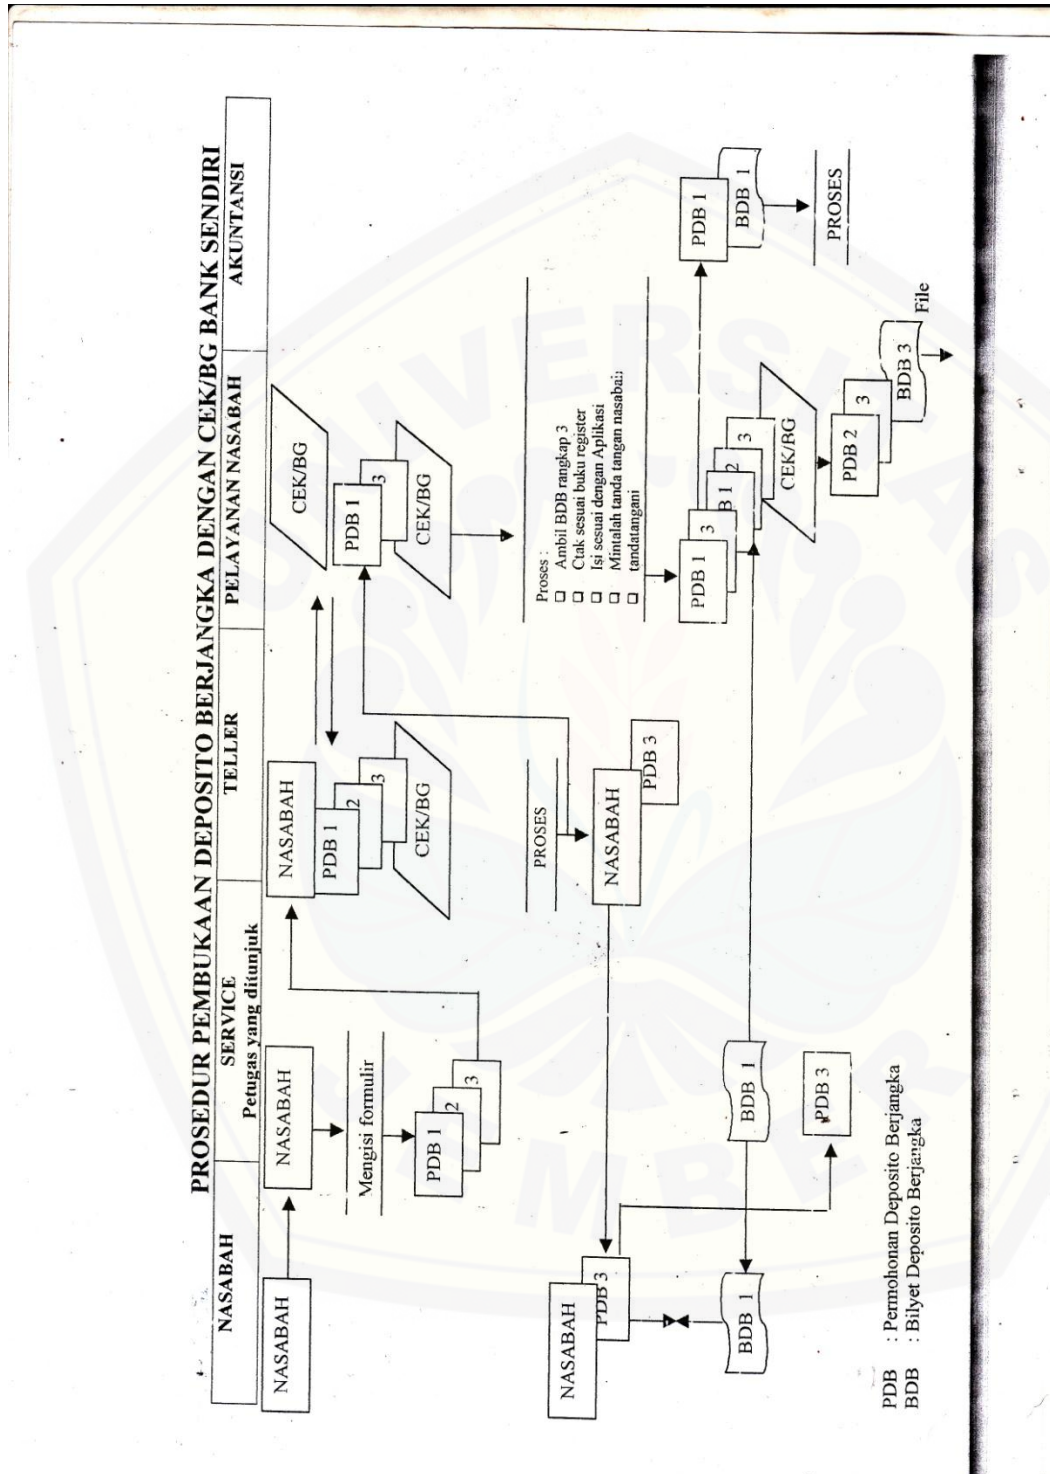 PROSEDUR PEMBUKAAN DEPOSITO BERJANGKA DENGAN CEK/BG BANK SENDIRI
NASABAH
SERVICE
Petugas yang ditunjuk
TELLER
PELAYANAN NASABAH
AKUNTANSI
NASABAH
NASABAH
Mengisi formulir
PDB 1
2
3
NASABAH
PDB 1
2
3
CEK/BG
CEK/BG
PDB 1
3
CEK/BG
PROSES
NASABAH
PDB 3
Proses :
Ambil BDB rangkap 3
Ctak sesuai buku register
Isi sesuai dengan Aplikasi
Mintalah tanda tangan nasabah
tandatangani
NASABAH
PDB 3
BDB 1
BDB 1
PDB 3
PDB 1
3
B 1
2
3
CEK/BG
PDB 2
3
BDB 3
File
PDB 1
BDB 1
PROSES
PDB : Permohonan Deposito Berjangka
BDB : Bilyet Deposito Berjangka
UNIVERSITAS
JEMBER